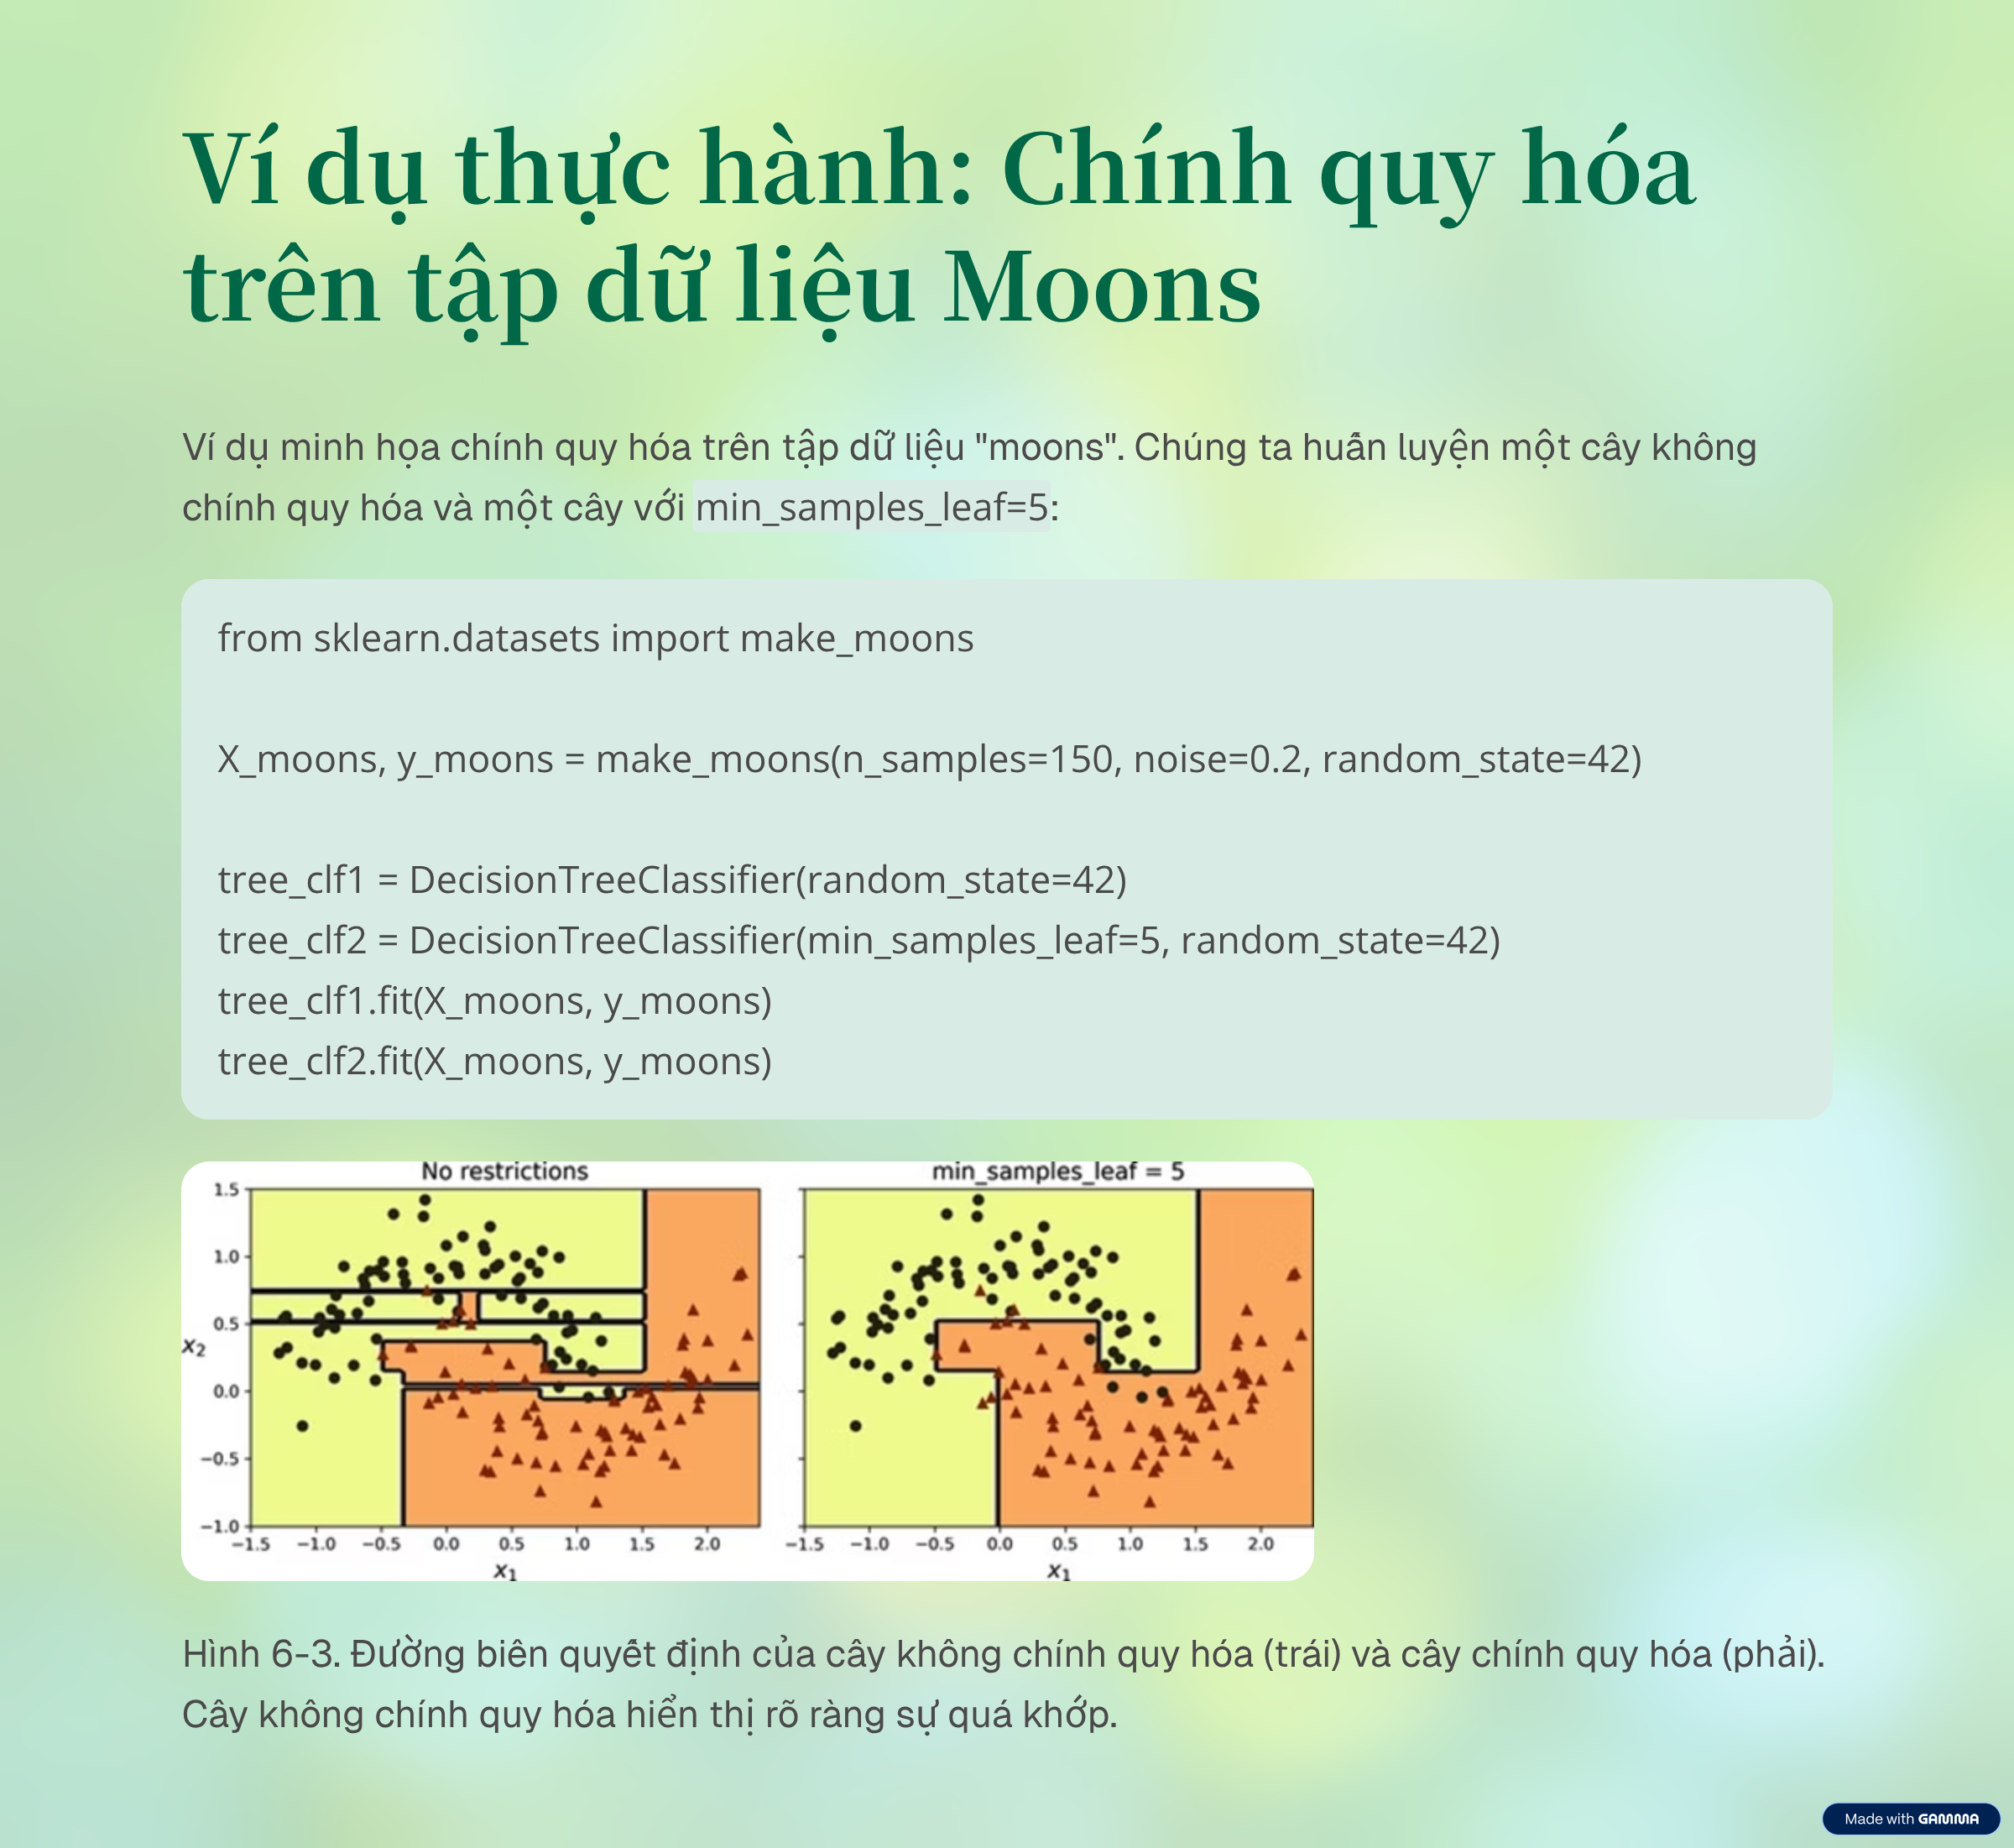 Ví dụ thực hành: Chính quy hóa
trên tập dữ liệu Moons
Ví dụ minh họa chính quy hóa trên tập dữ liệu "moons". Chúng ta huấn luyện một cây không
chính quy hóa và một cây với min_samples_leaf=5:
from sklearn.datasets import make_moons
X_moons, y_moons = make_moons(n_samples=150, noise=0.2, random_state=42)
tree_clf1 = DecisionTreeClassifier(random_state=42)
tree_clf2 = DecisionTreeClassifier(min_samples_leaf=5, random_state=42)
tree_clf1.fit(X_moons, y_moons)
tree_clf2.fit(X_moons, y_moons)
No restrictions
1.5
1.0
0.5
x2
0.0
−0.5
−1.0
−1.5 −1.0 −0.5 0.0 0.5 1.0 1.5 2.0
x1
min_samples_leaf = 5
−1.5 −1.0 −0.5 0.0 0.5 1.0 1.5 2.0
x1
Hình 6-3. Đường biên quyết định của cây không chính quy hóa (trái) và cây chính quy hóa (phải).
Cây không chính quy hóa hiển thị rõ ràng sự quá khớp.
Made with GAMMA